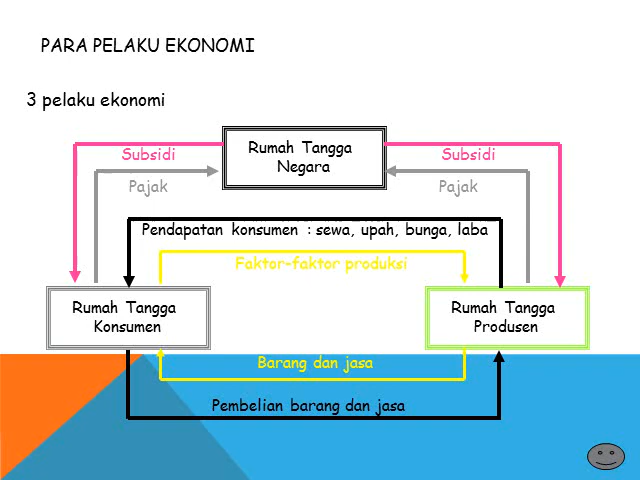 PARA PELAKU EKONOMI
3 pelaku ekonomi
Rumah Tangga
Negara
Subsidi
Subsidi
Pajak
Pajak
Pendapatan konsumen : sewa, upah, bunga, laba
Faktor-faktor produksi
Rumah Tangga
Konsumen
Rumah Tangga
Produsen
Barang dan jasa
Pembelian barang dan jasa